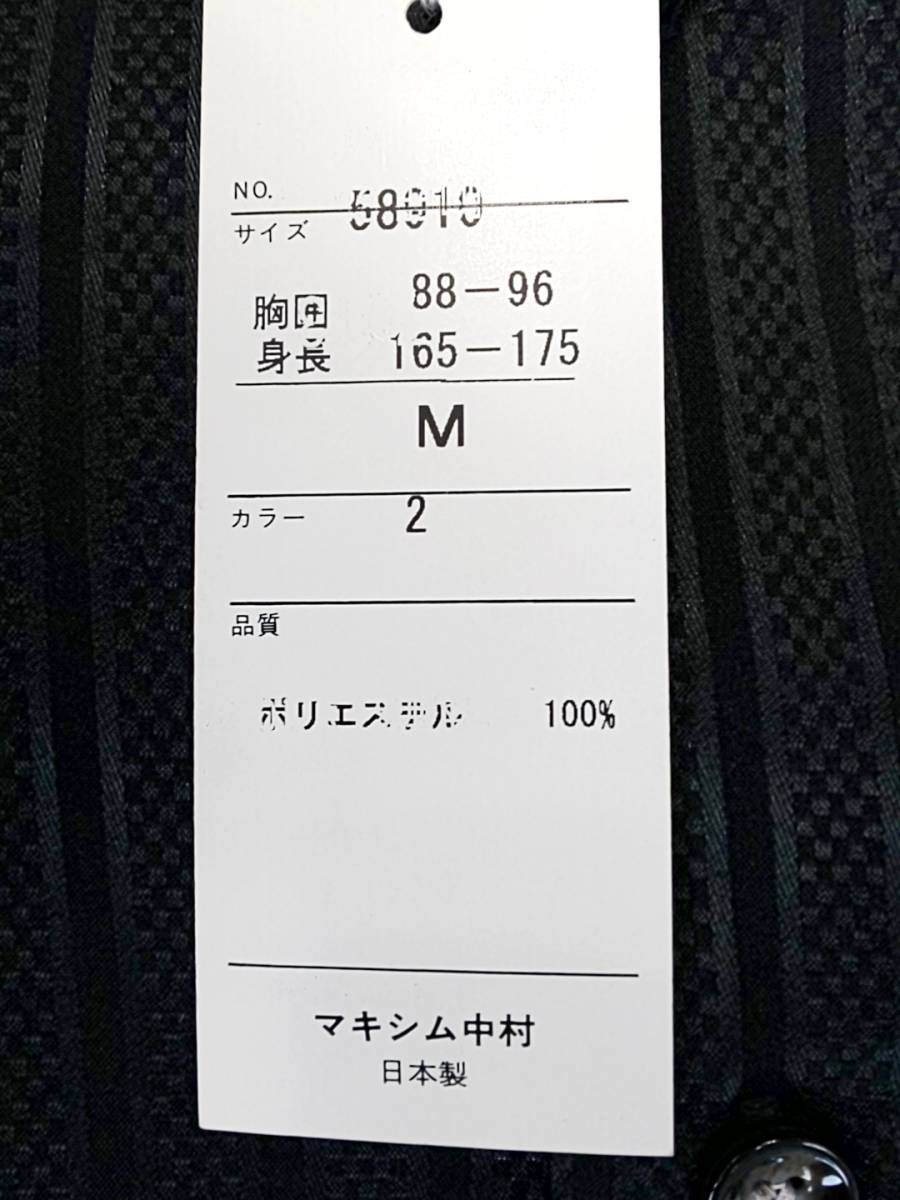 NO. 58919
サイズ
胸囲 88-96
身長 165-175
M
カラー 2
品質
ポリエステル 100%
マキシム中村
日本製